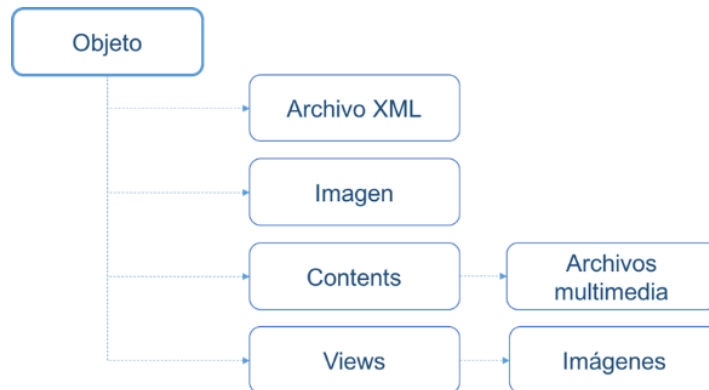 Objeto
Archivo XML
Imagen
Contents
Archivos
multimedia
Views
Imágenes